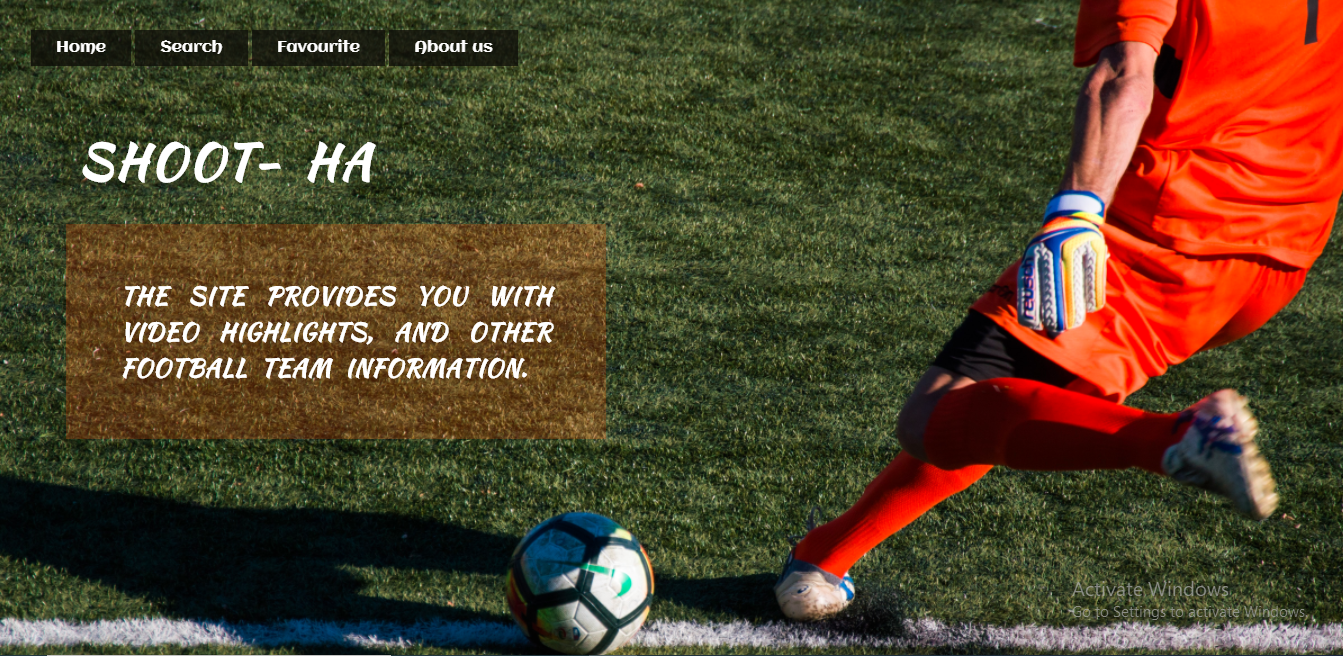 Home Search Favourite About us
SHOOT- HA
THE SITE PROVIDES YOU WITH
VIDEO HIGHLIGHTS, AND OTHER
FOOTBALL TEAM INFORMATION.
reusch
Activate Windows
Go to Settings to activate Windows.